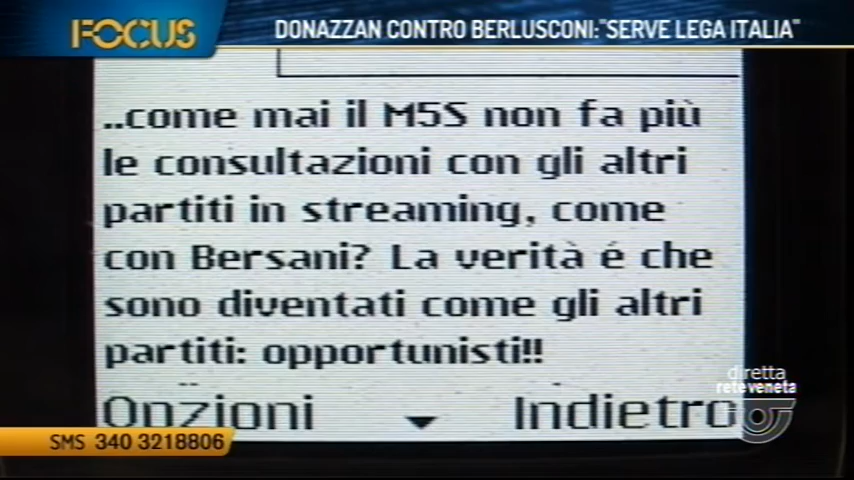 FOCUS
DONAZZAN CONTRO BERLUSCONI:"SERVE LEGA ITALIA"
..come mai il M5S non fa più
le consultazioni con gli altri
partiti in streaming, come
con Bersani? La verità é che
sono diventati come gli altri
partiti: opportunisti!!
Opzioni
Indietro
diretta
reteveneta
SMS 340 3218806